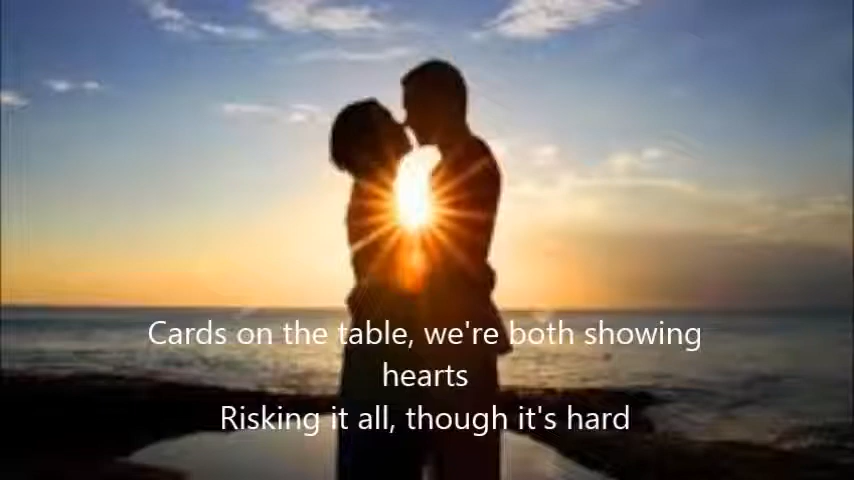 Cards on the table, we're both showing
hearts
Risking it all, though it's hard